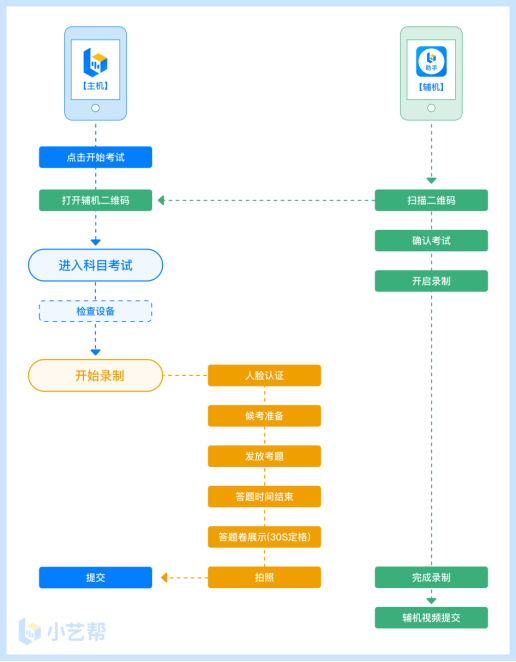 【主机】
助手
【辅机】
点击开始考试
打开辅机二维码
扫描二维码
确认考试
进入科目考试
开启录制
检查设备
开始录制
人脸认证
候考准备
发放考题
答题时间结束
答题卷展示(30S定格)
提交
拍照
完成录制
辅机视频提交
小艺帮